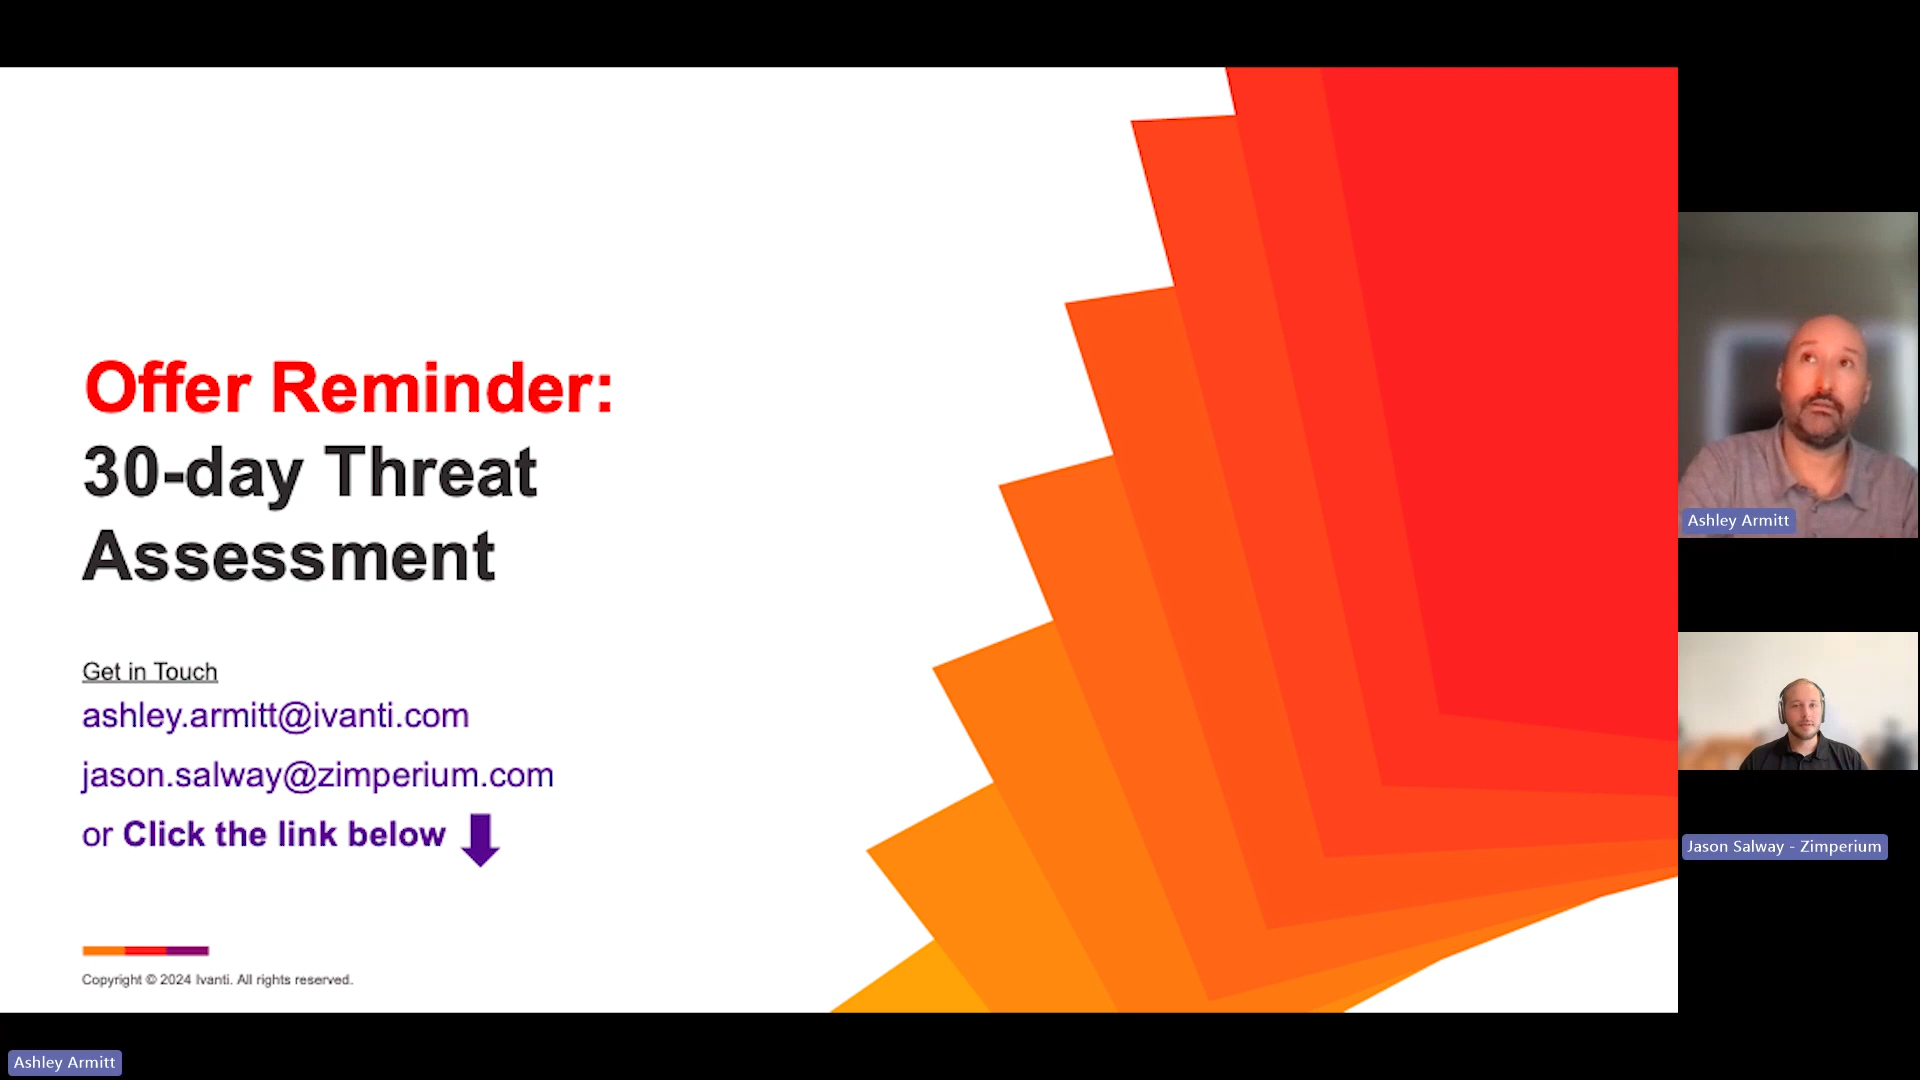 Offer Reminder:
30-day Threat
Assessment
Get in Touch
ashley.armitt@ivanti.com
jason.salway@zimperium.com
or Click the link below
Copyright © 2024 Ivanti. All rights reserved.
Ashley Armitt
Jason Salway - Zimperium
Ashley Armitt